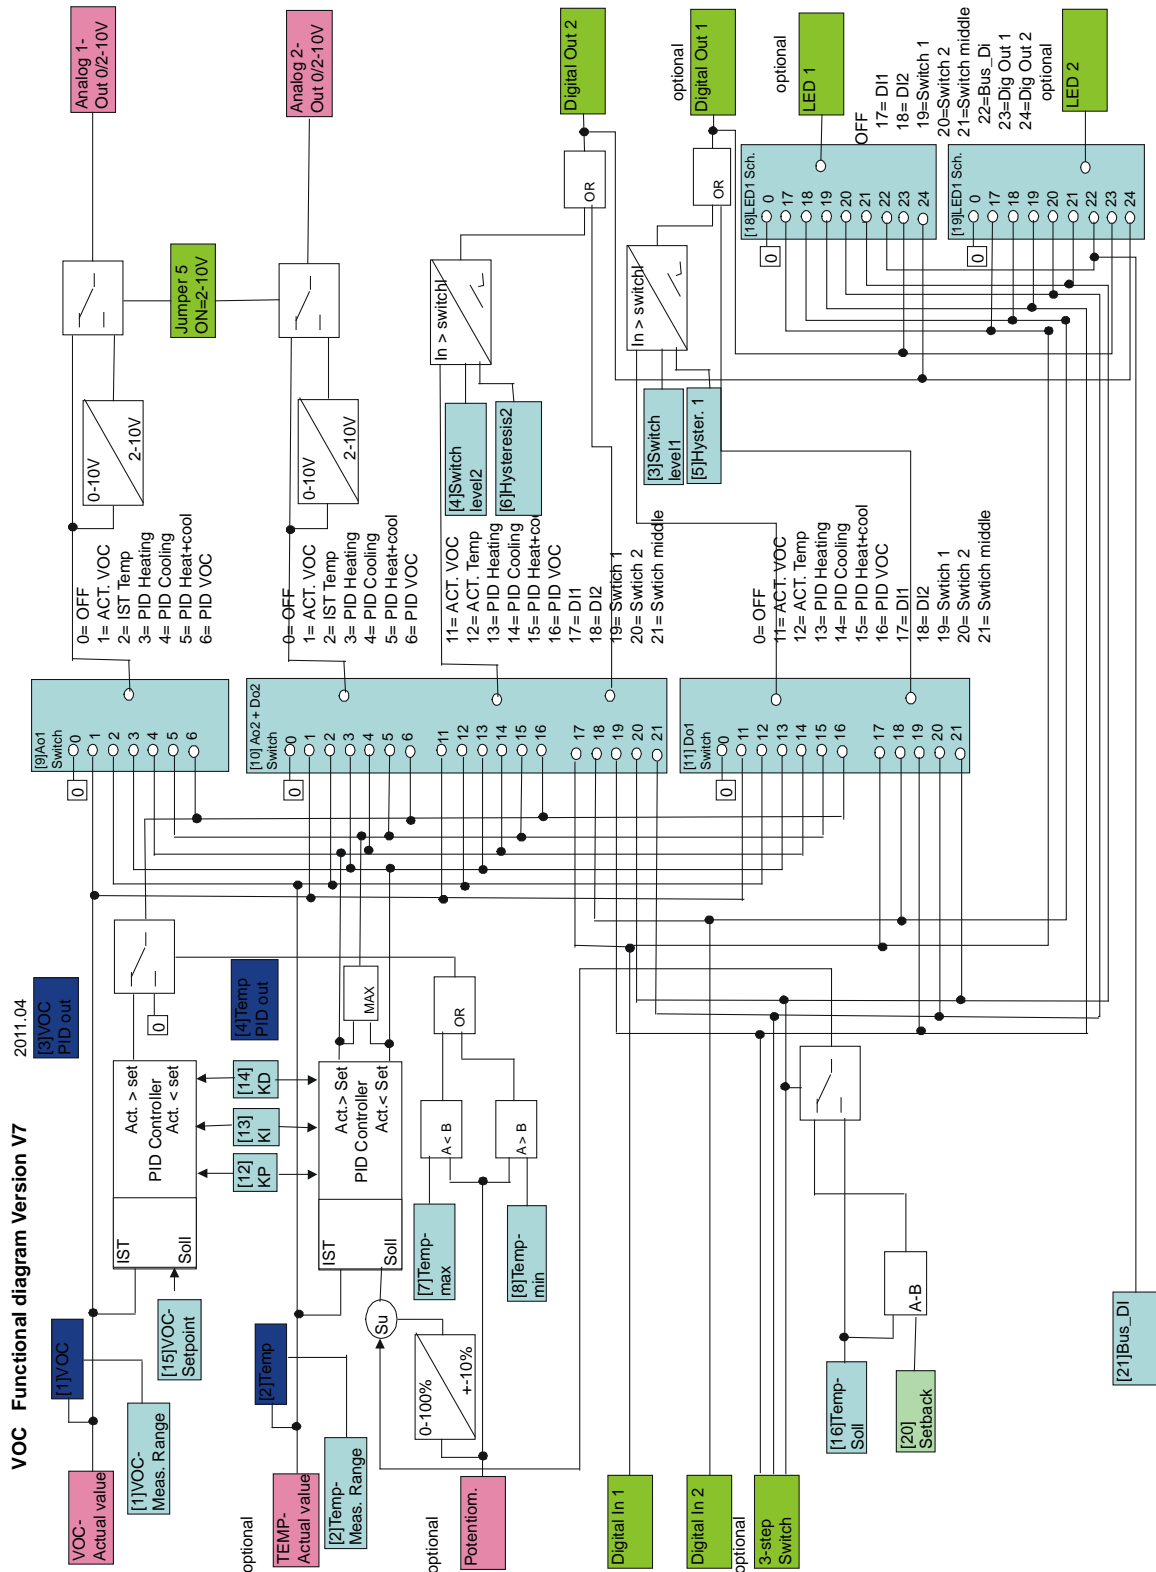 VOC Functional diagram Version V7
2011.04
VOC-
Actual value
[1]VOC
[1]VOC-
Meas. Range
[15]VOC-
Setpoint
IST
Soll
Act. > set
PID Controller
Act. < set
[3]VOC
PID out
0
[12]
KP
[13]
KI
[14]
KD
optional
TEMP-
Actual value
[2]Temp
[2]Temp-
Meas. Range
IST
Soll
Act.> Set
PID Controller
Act.< Set
[4]Temp
PID out
MAX
Su
0-100%
+-10%
optional
Potentiom.
[7]Temp-
max
[8]Temp-
min
A < B
A > B
OR
Digital In 1
Digital In 2
optional
3-step
Switch
[16]Temp-
Soll
[20]
Setback
A-B
[21]Bus_DI
[9]Ao1
Switch
0
0
1
2
3
4
5
6
0= OFF
1= ACT. VOC
2= IST Temp
3= PID Heating
4= PID Cooling
5= PID Heat+cool
6= PID VOC
0-10V
2-10V
Analog 1-
Out 0/2-10V
Jumper 5
ON=2-10V
[10] Ao2 + Do2
Switch
0
0
1
2
3
4
5
6
11
12
13
14
15
16
17
18
19
20
21
0= OFF
1= ACT. VOC
2= IST Temp
3= PID Heating
4= PID Cooling
5= PID Heat+cool
6= PID VOC
0-10V
2-10V
Analog 2-
Out 0/2-10V
11= ACT. VOC
12= ACT. Temp
13= PID Heating
14= PID Cooling
15= PID Heat+cool
16= PID VOC
17= DI1
18= DI2
19= Swtich 1
20= Swtich 2
21= Swtich middle
[4]Switch
level2
[6]Hysteresis2
In > switchl
OR
Digital Out 2
[11] Do1
Switch
0
0
11
12
13
14
15
16
17
18
19
20
21
0= OFF
11= ACT. VOC
12= ACT. Temp
13= PID Heating
14= PID Cooling
15= PID Heat+cool
16= PID VOC
17= DI1
18= DI2
19= Swtich 1
20= Swtich 2
21= Swtich middle
[3]Switch
level1
[5]Hyster. 1
In > switchl
OR
optional
Digital Out 1
[18]LED1 Sch.
0
0
17
18
19
20
21
22
23
24
optional
LED 1
OFF
17= DI1
18= DI2
19=Switch 1
20=Switch 2
21=Switch middle
22=Bus_Di
23=Dig Out 1
24=Dig Out 2
[19]LED1 Sch.
0
0
17
18
19
20
21
22
23
24
optional
LED 2